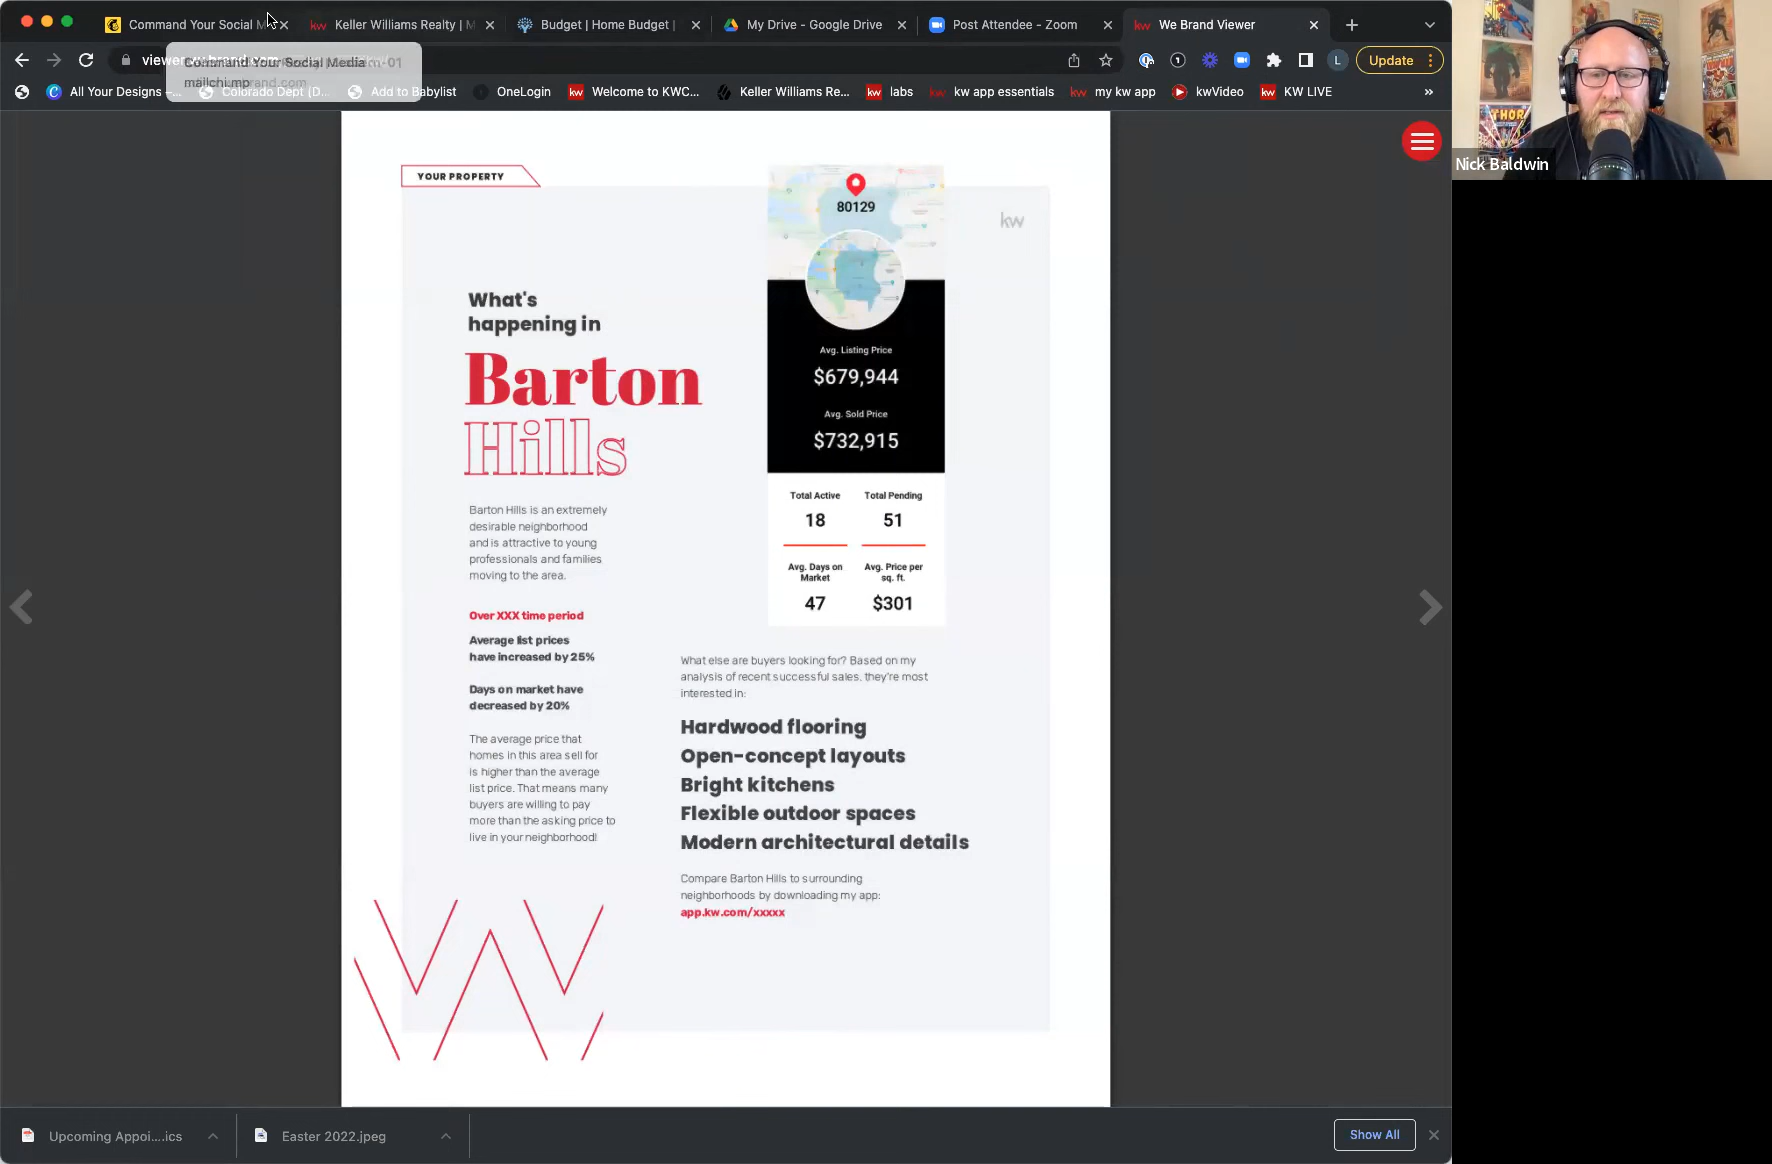 Command Your Social M
Keller Williams Realty | M
Budget | Home Budget |
My Drive - Google Drive
Post Attendee - Zoom
We Brand Viewer
Command Your Social Media
mailchi.mp
Update
L
All Your Designs –...
Colorado Dept (D...
Add to Babylist
OneLogin
Welcome to KWC...
Keller Williams Re...
labs
kw app essentials
my kw app
kwVideo
KW LIVE
»
THOR
Nick Baldwin
YOUR PROPERTY
80129
kw
What's
happening in
Barton
Hills
Avg. Listing Price
$679,944
Avg. Sold Price
$732,915
Total Active Total Pending
18 51
Avg. Days on Market
Avg. Price per sq. ft.
47 $301
Barton Hills is an extremely
desirable neighborhood
and is attractive to young
professionals and families
moving to the area.
Over XXX time period
Average list prices
have increased by 25%
Days on market have
decreased by 20%
The average price that
homes in this area sell for
is higher than the average
list price. That means many
buyers are willing to pay
more than the asking price to
live in your neighborhood!
What else are buyers looking for? Based on my
analysis of recent successful sales, they're most
interested in:
Hardwood flooring
Open-concept layouts
Bright kitchens
Flexible outdoor spaces
Modern architectural details
Compare Barton Hills to surrounding
neighborhoods by downloading my app:
app.kw.com/xxxxx
Upcoming Appoi....ics
Easter 2022.jpeg
Show All